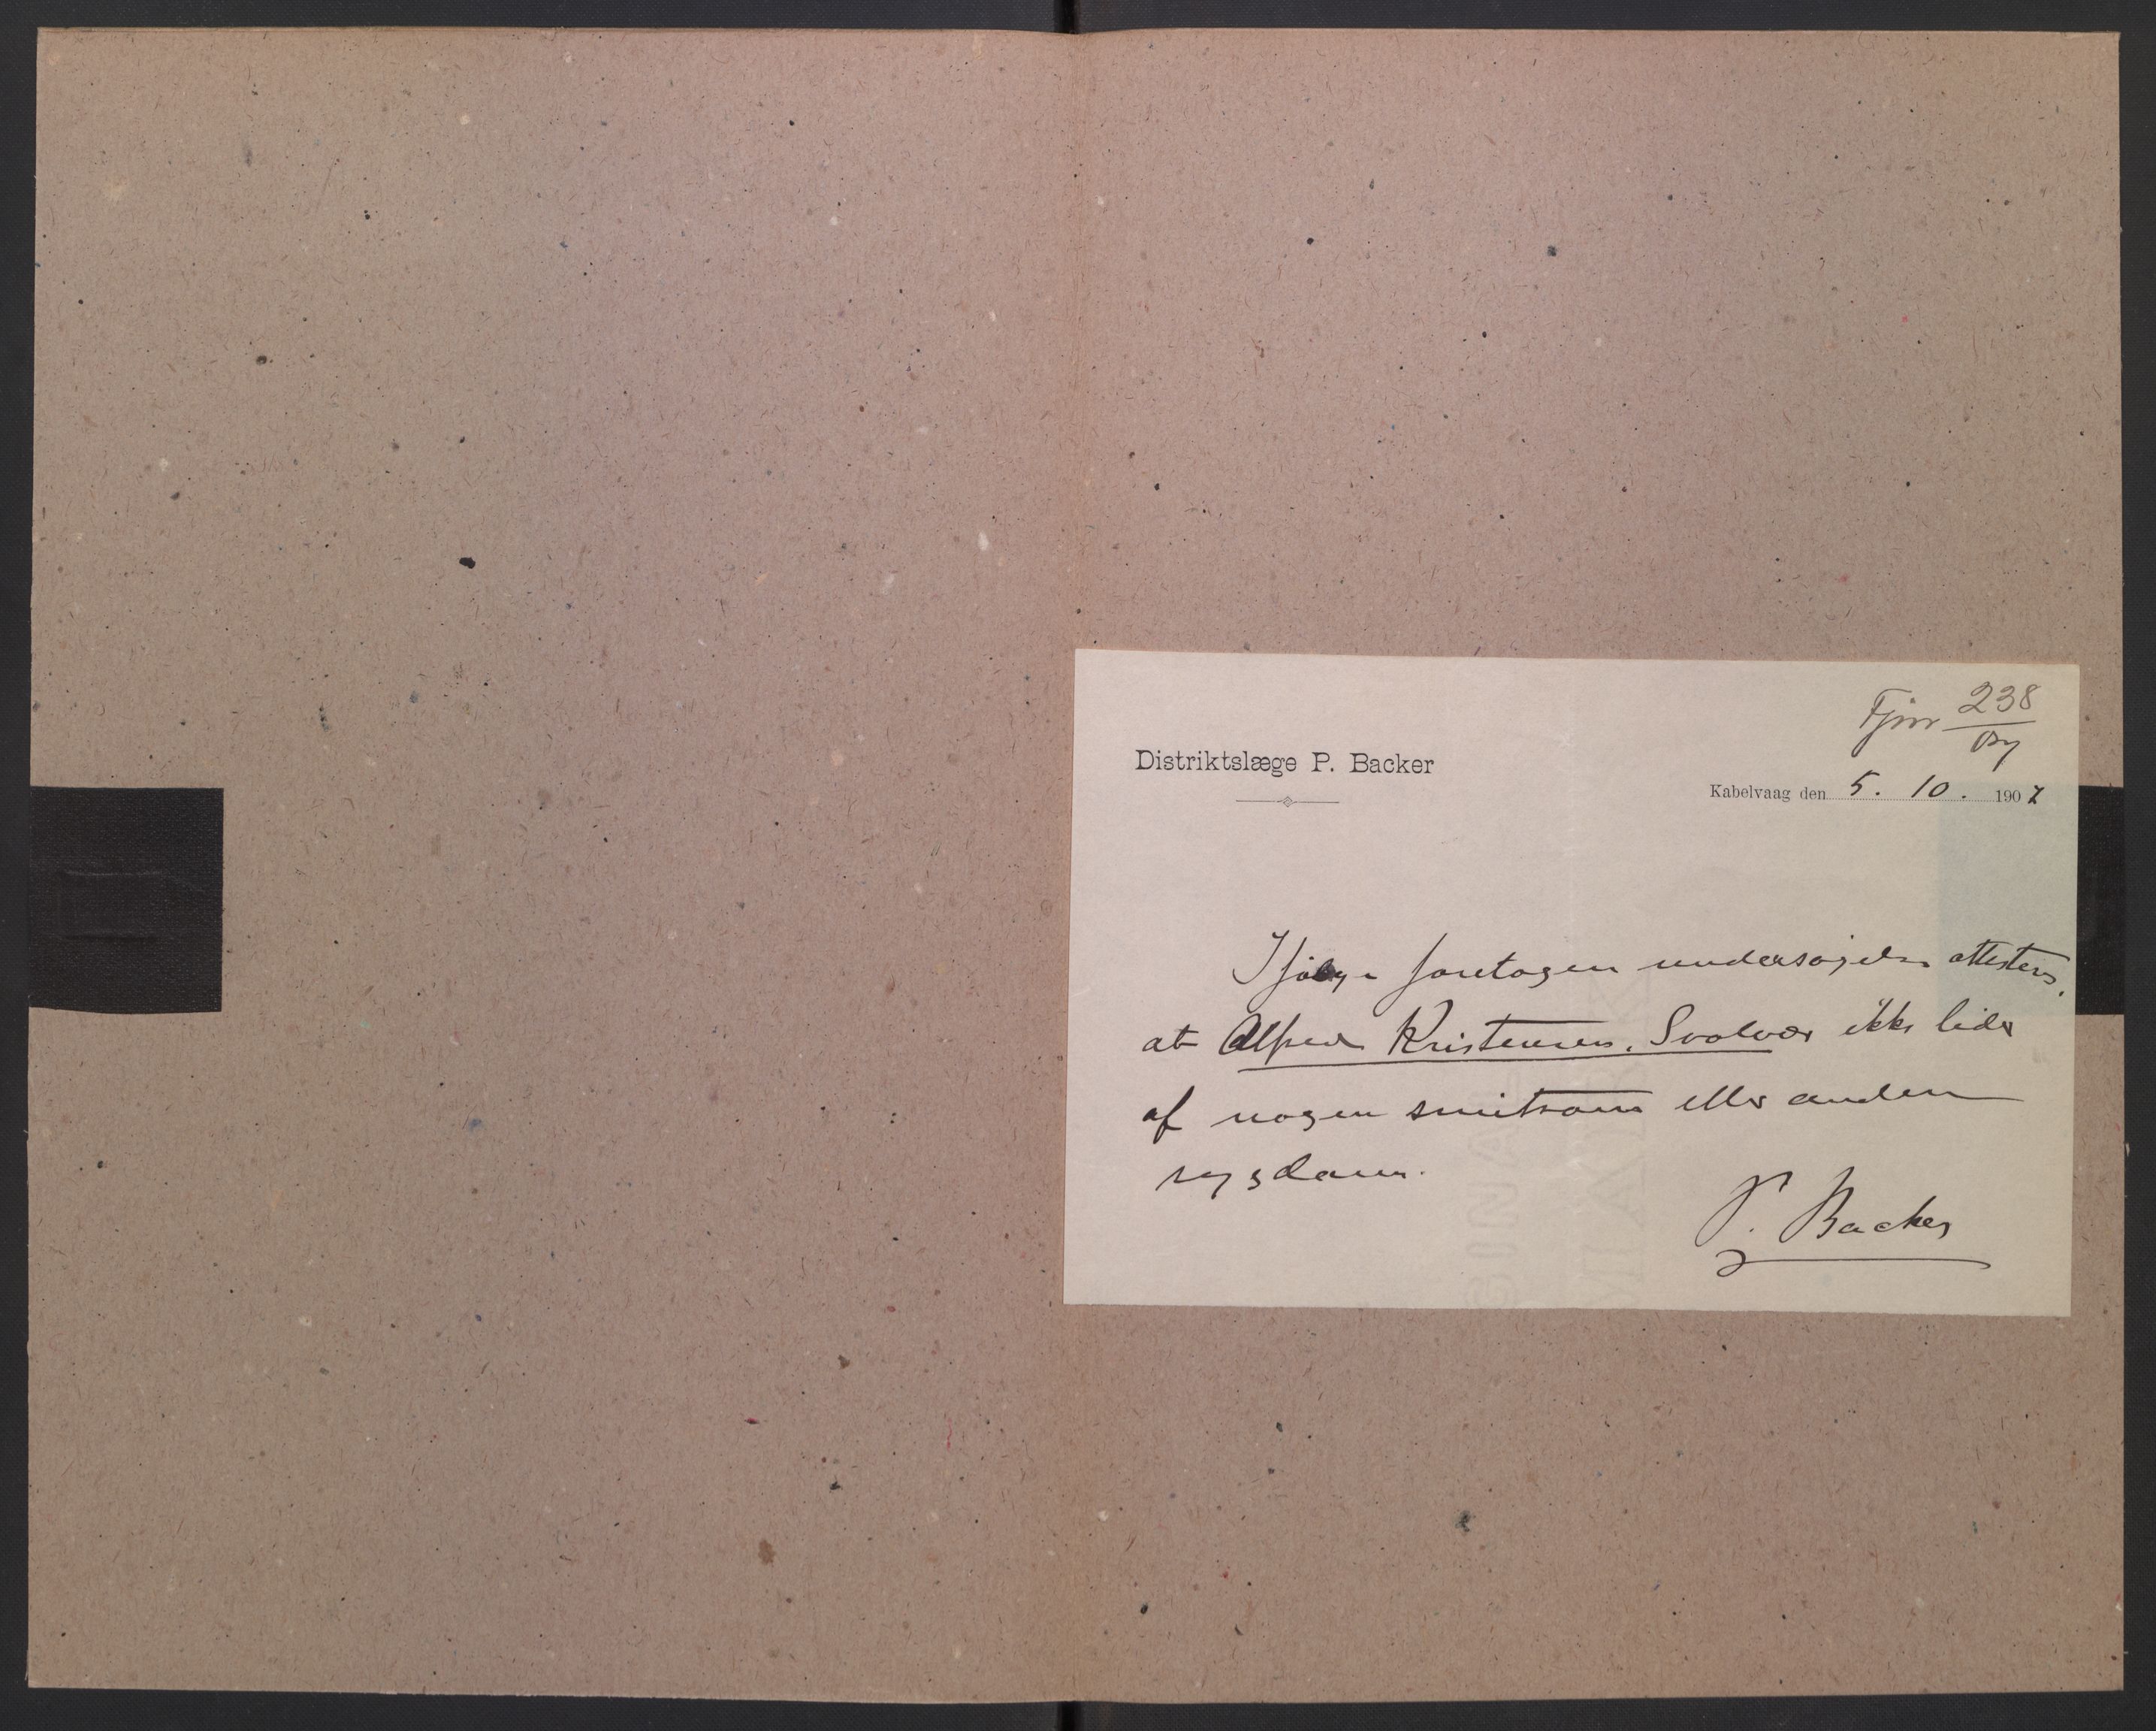 Fjnr 238/07
Distriktslæge P. Backer
Kabelvaag den 5. 10. 1907
Ifølge foretagen undersøgelse attesteres,
at Alfred Kristensen, Svolvær ikke lider
af nogen smitsom eller anden
sygdom.
P. Backer